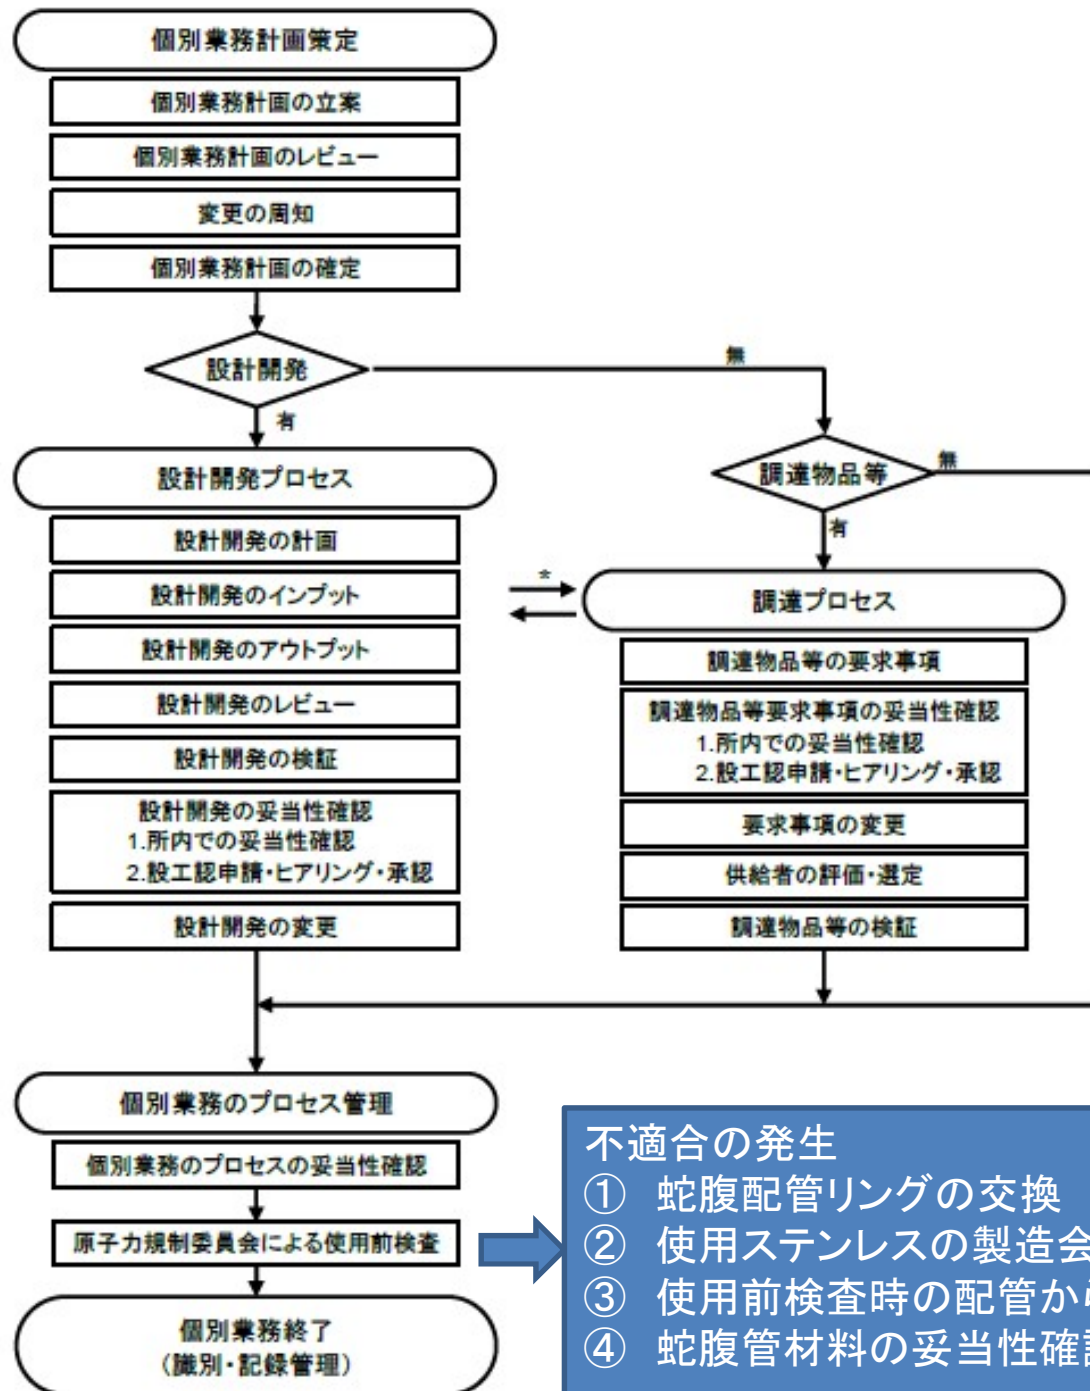 個別業務計画策定
個別業務計画の立案
個別業務計画のレビュー
変更の周知
個別業務計画の確定
設計開発
無
有
設計開発プロセス
設計開発の計画
設計開発のインプット
設計開発のアウトプット
設計開発のレビュー
設計開発の検証
設計開発の妥当性確認
1.所内での妥当性確認
2.設工認申請・ヒアリング・承認
設計開発の変更
*
調達物品等
無
有
調達プロセス
調達物品等の要求事項
調達物品等要求事項の妥当性確認
1.所内での妥当性確認
2.設工認申請・ヒアリング・承認
要求事項の変更
供給者の評価・選定
調達物品等の検証
個別業務のプロセス管理
個別業務のプロセスの妥当性確認
原子力規制委員会による使用前検査
個別業務終了
(識別・記録管理)
不適合の発生
① 蛇腹配管リングの交換
② 使用ステンレスの製造会
③ 使用前検査時の配管か
④ 蛇腹管材料の妥当性確